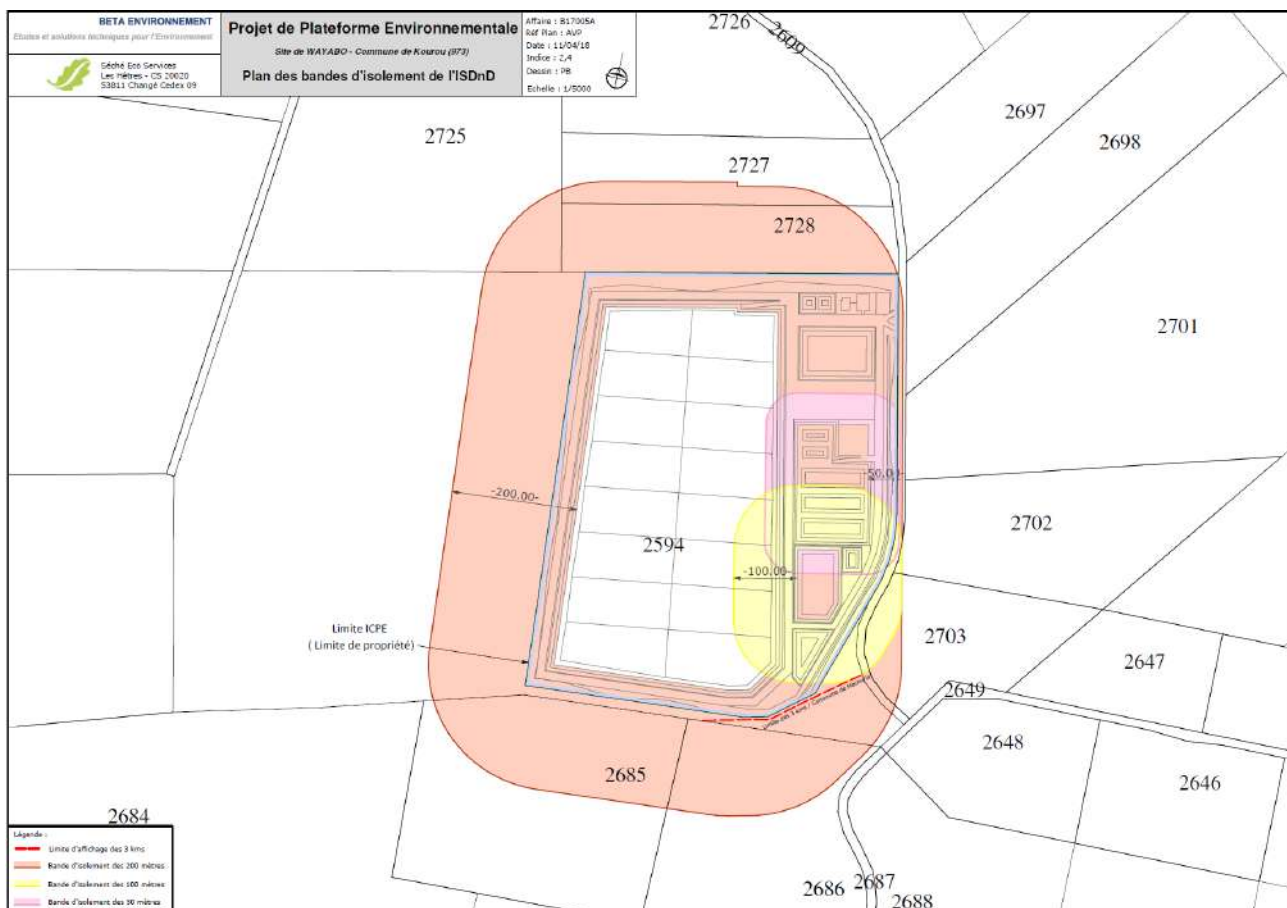 BETA ENVIRONNEMENT
Etudes et solutions techniques pour l'Environnement
Séché Eco Services
Les Hêtres - CS 20020
53811 Changé Cedex 09
Projet de Plateforme Environnementale
Site de WAYABO - Commune de Kourou (973)
Plan des bandes d'isolement de l'ISDnD
Affaire : B17005A
Réf Plan : AVP
Date : 11/04/18
Indice : 2,4
Dessin : PB
Echelle : 1/5000
2726
2609
2697
2698
2725
2727
2728
2701
-50,00
-200.00-
2702
2594
-100.00-
Limite ICPE
( Limite de propriété)
2703
2647
2649
2648
2646
2685
2684
2686
2687
2688
Légende :
Limite d'affichage des 3 kms
Bande d'isolement des 200 mètres
Bande d'isolement des 100 mètres
Bande d'isolement des 50 mètres